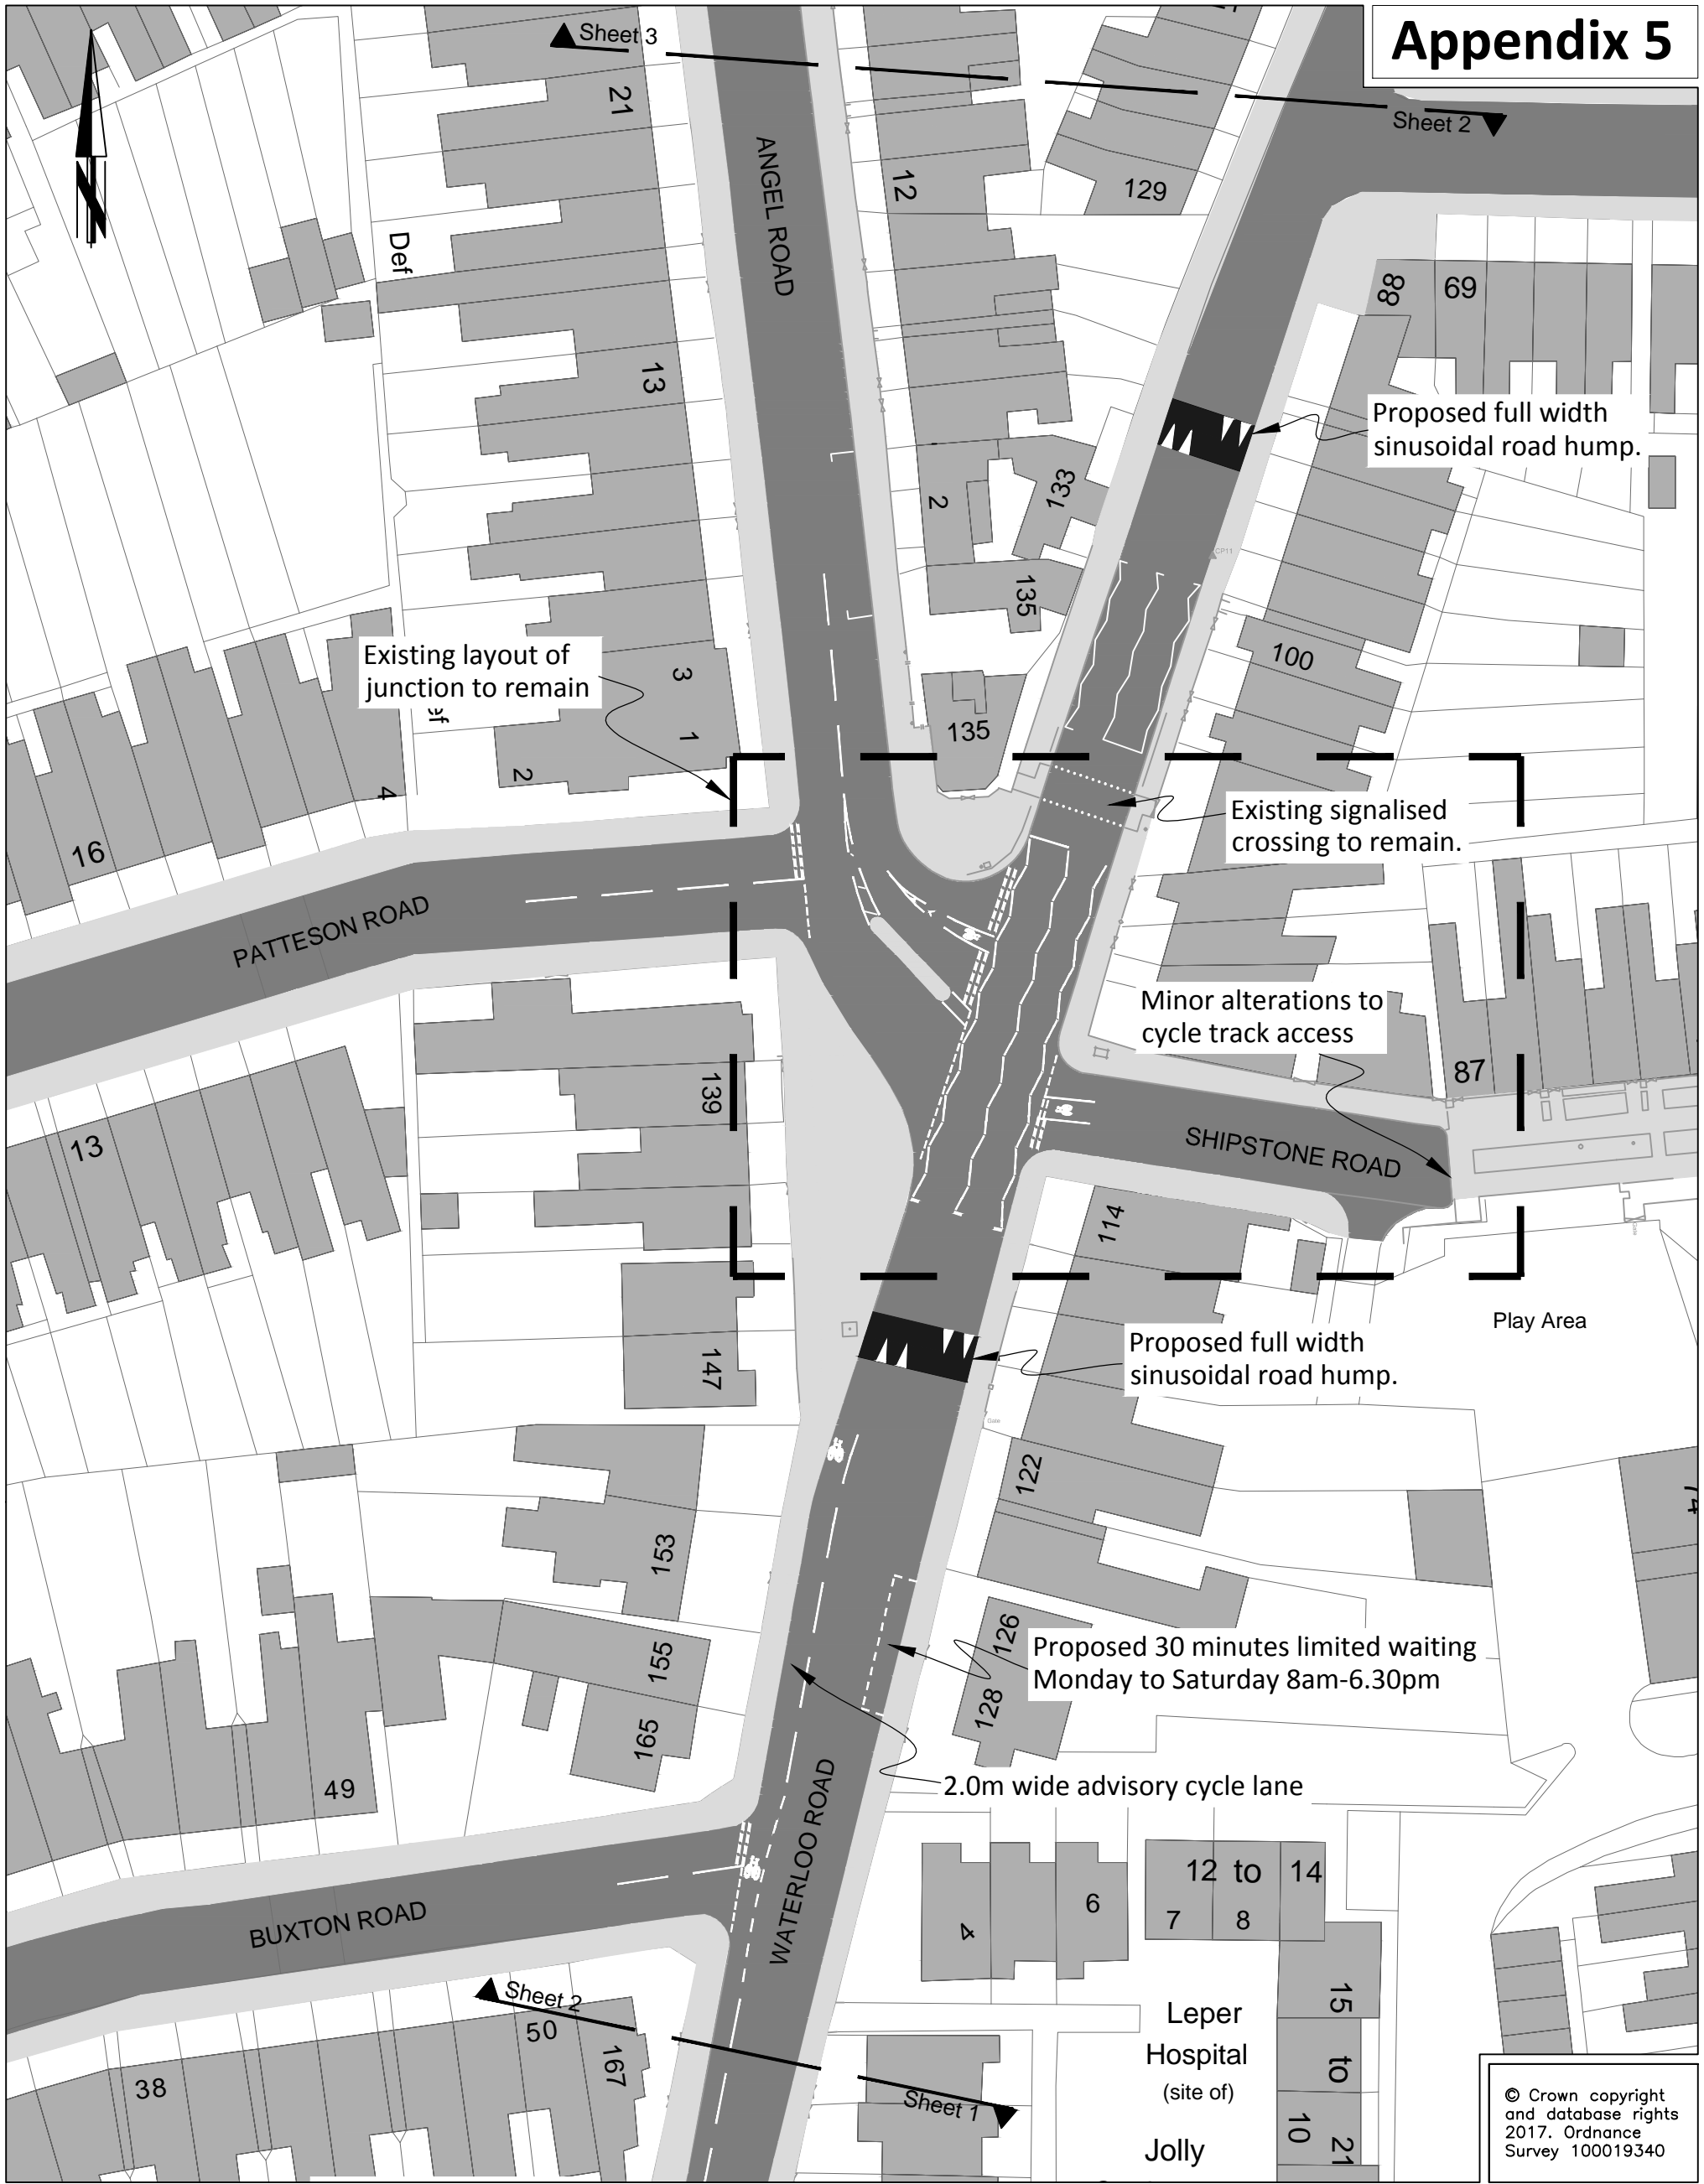 Appendix 5
Sheet 3
Sheet 2
21
ANGEL ROAD
12
129
Def
88
69
13
Proposed full width
sinusoidal road hump.
2
133
CP11
135
Existing layout of
junction to remain
3
100
1
135
2
4
Existing signalised
crossing to remain.
16
PATTESON ROAD
Minor alterations to
cycle track access
139
87
13
SHIPSTONE ROAD
114
Play Area
Proposed full width
sinusoidal road hump.
147
122
153
126
Proposed 30 minutes limited waiting
Monday to Saturday 8am-6.30pm
155
128
165
49
2.0m wide advisory cycle lane
WATERLOO ROAD
12 to 14
7 8
4
6
BUXTON ROAD
Sheet 2
50
167
38
Sheet 1
Leper
Hospital
(site of)
Jolly
15
to
10
21
© Crown copyright
and database rights
2017. Ordnance
Survey 100019340